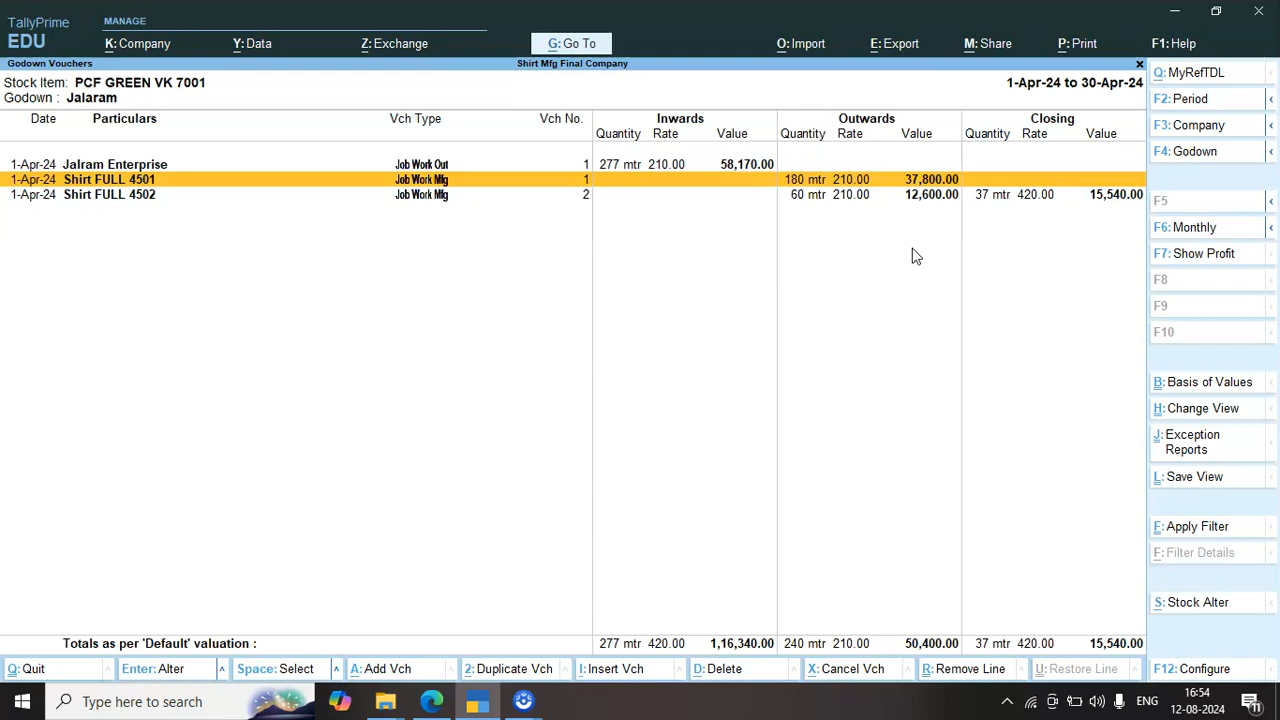 TallyPrime
EDU
MANAGE
K: Company
Y: Data
Z: Exchange
G: Go To
O: Import
E: Export
M: Share
P: Print
F1: Help
Godown Vouchers
Shirt Mfg Final Company
Stock Item: PCF GREEN VK 7001
1-Apr-24 to 30-Apr-24
Godown : Jalaram
Date Particulars Vch Type Vch No. Inwards Outwards Closing
Quantity Rate Value Quantity Rate Value Quantity Rate Value
1-Apr-24 Jalram Enterprise Job Work Out 1 277 mtr 210.00 58,170.00
1-Apr-24 Shirt FULL 4501 Job Work Mfg 1 180 mtr 210.00 37,800.00
1-Apr-24 Shirt FULL 4502 Job Work Mfg 2 60 mtr 210.00 12,600.00 37 mtr 420.00 15,540.00
Totals as per 'Default' valuation : 277 mtr 420.00 1,16,340.00 240 mtr 210.00 50,400.00 37 mtr 420.00 15,540.00
Q: MyRefTDL
F2: Period
F3: Company
F4: Godown
F5
F6: Monthly
F7: Show Profit
F8
F9
F10
B: Basis of Values
H: Change View
J: Exception
Reports
L: Save View
F: Apply Filter
F: Filter Details
S: Stock Alter
F12: Configure
Q: Quit
Enter: Alter
Space: Select
A: Add Vch
2: Duplicate Vch
I: Insert Vch
D: Delete
X: Cancel Vch
R: Remove Line
U: Restore Line
Type here to search
ENG
16:54
12-08-2024
11